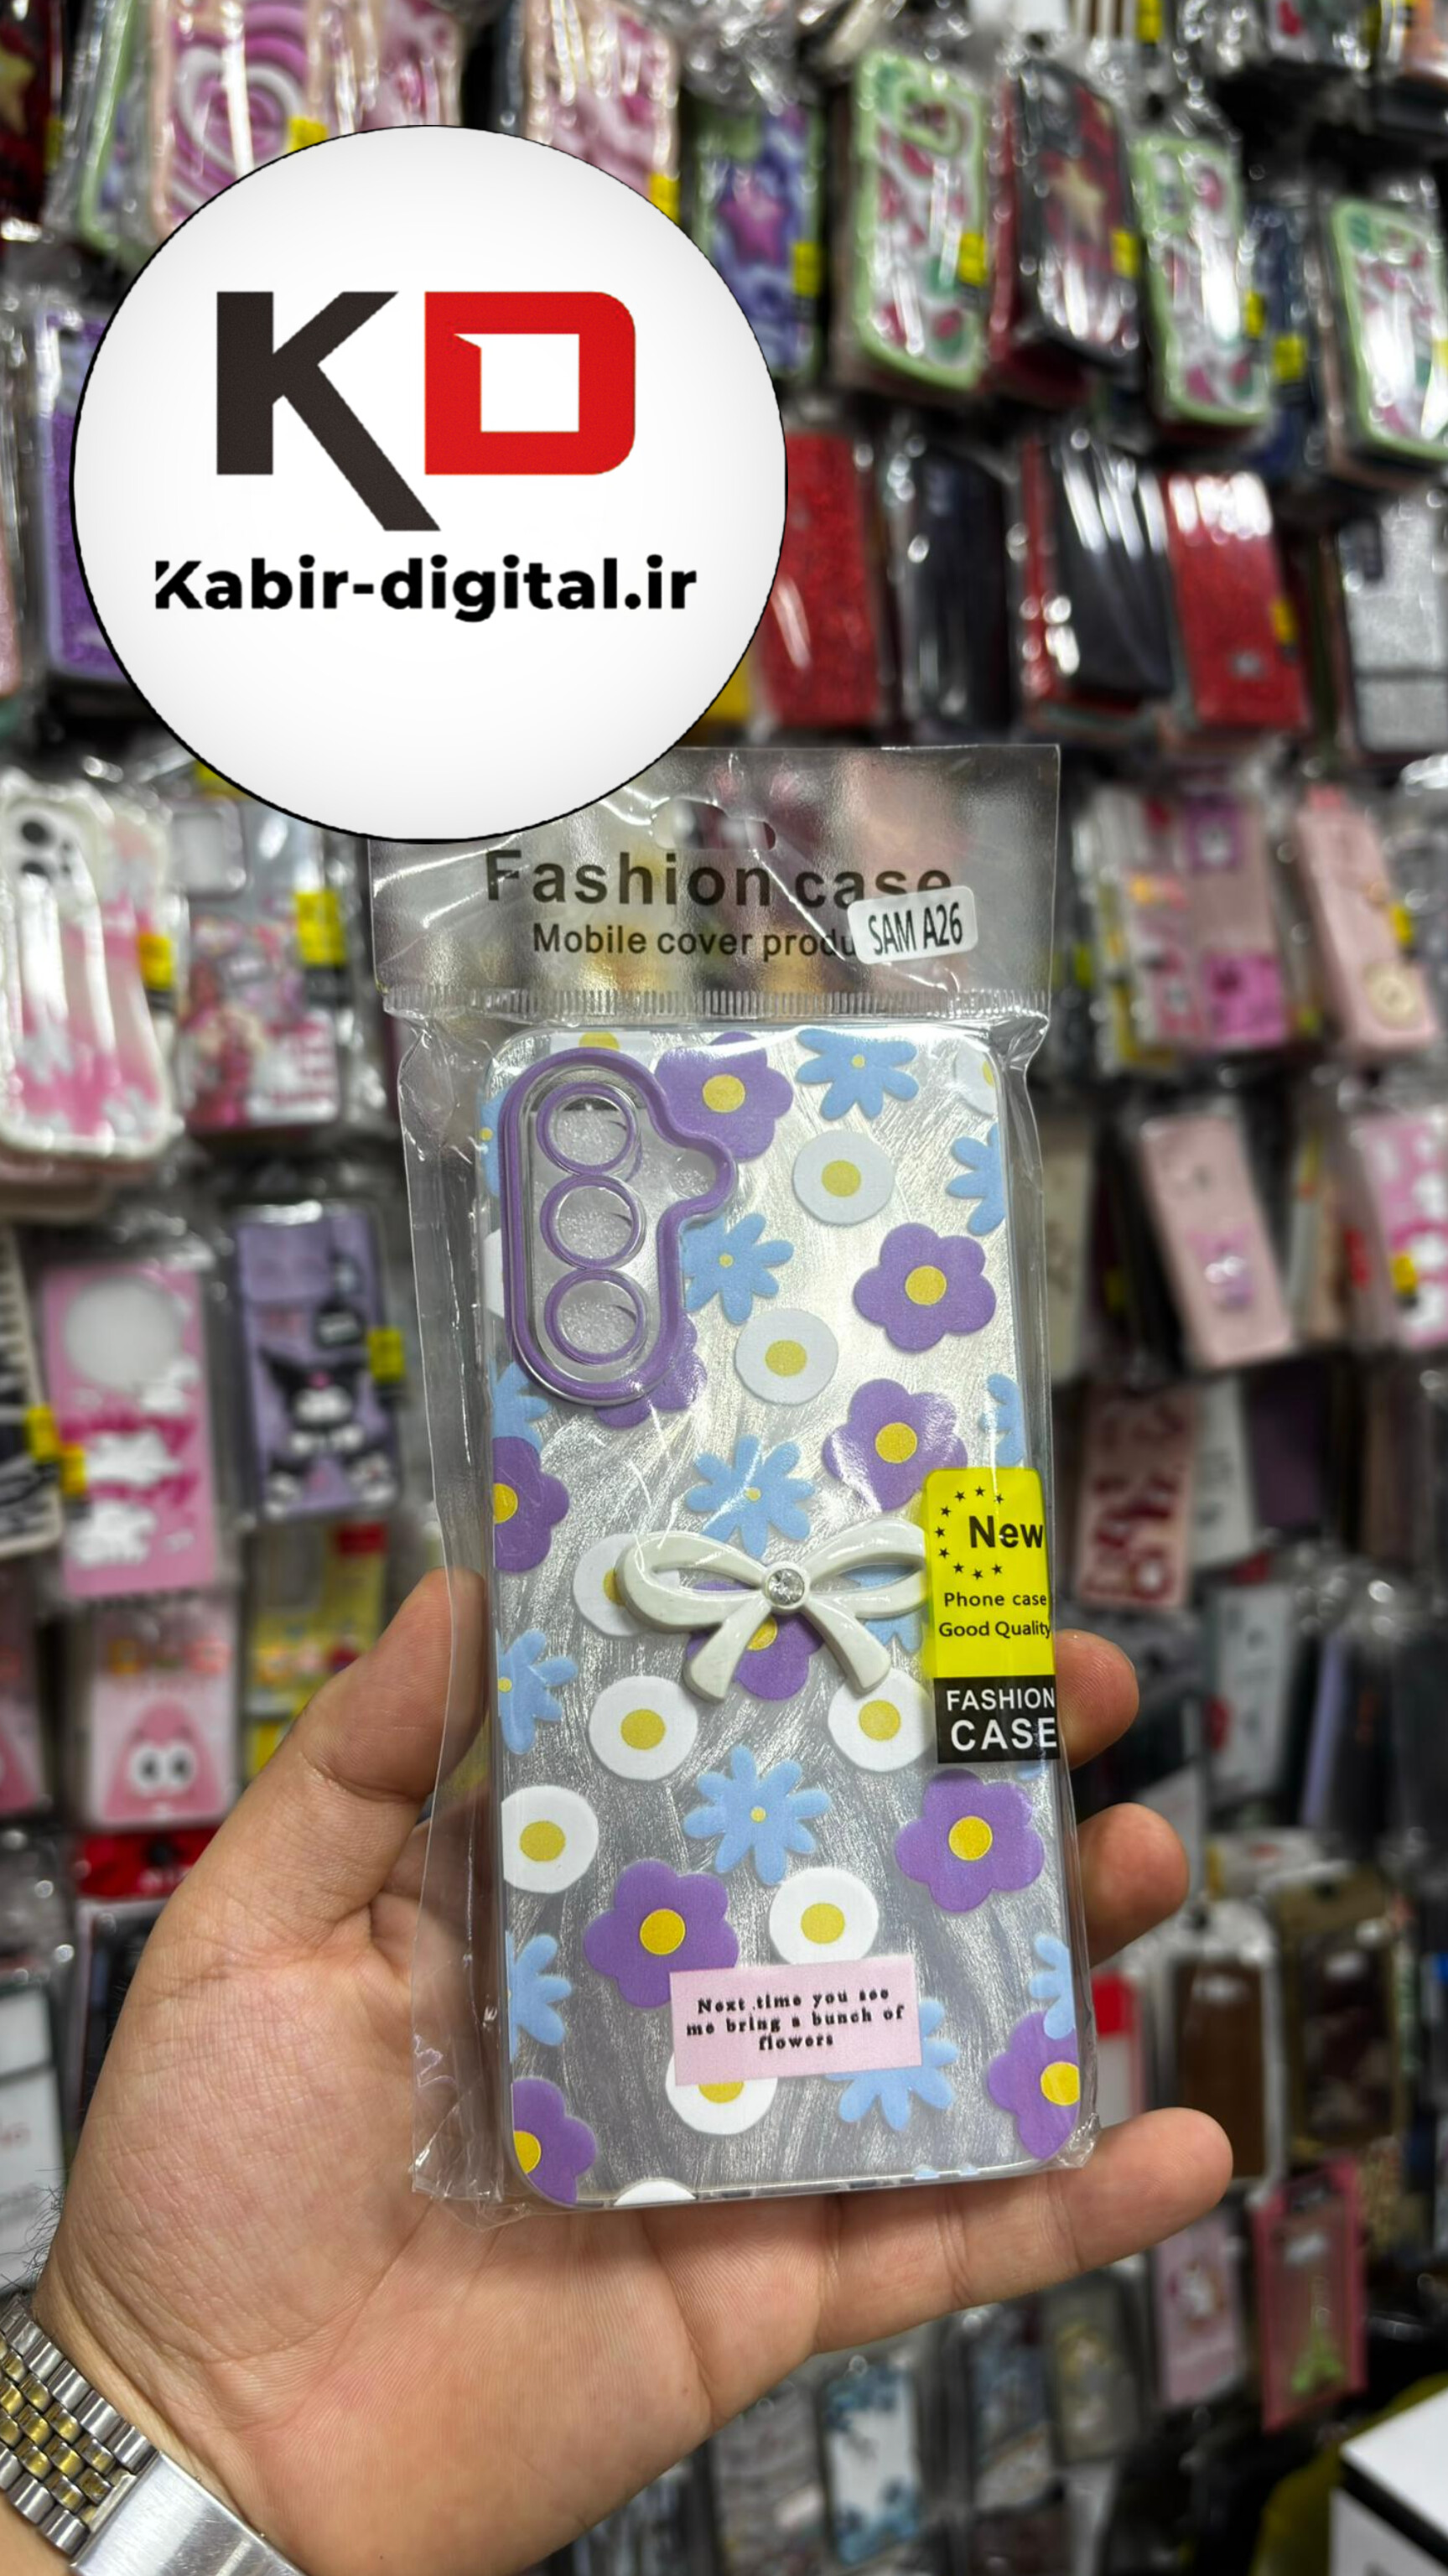 KD
Kabir-digital.ir
Fashion case
Mobile cover produ
SAM A26
New
Phone case
Good Quality
FASHION
CASE
Next time you see
me bring a bunch of
flowers